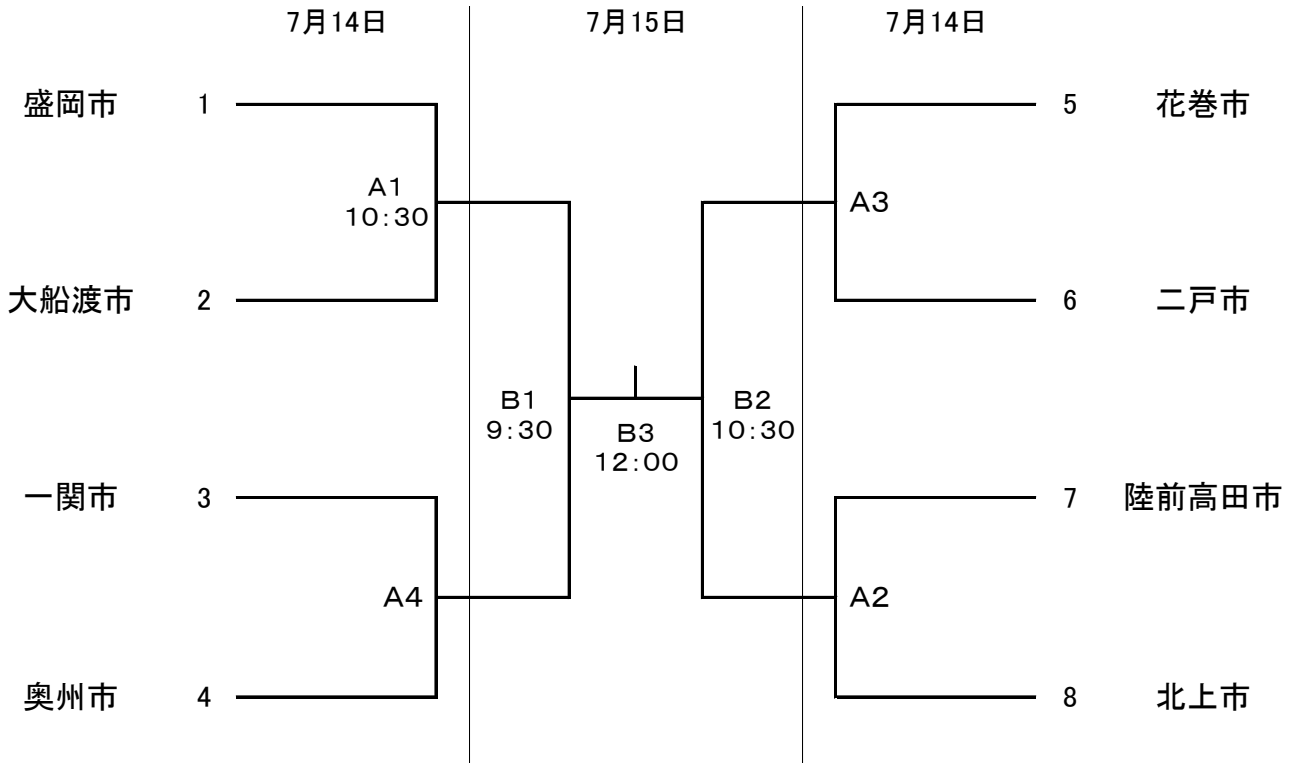 7月14日 7月15日 7月14日
盛岡市 1 5 花巻市
A1 A3
10:30
大船渡市 2 6 二戸市
B1 B2
9:30 B3 10:30
12:00
一関市 3 7 陸前高田市
A4 A2
奥州市 4 8 北上市